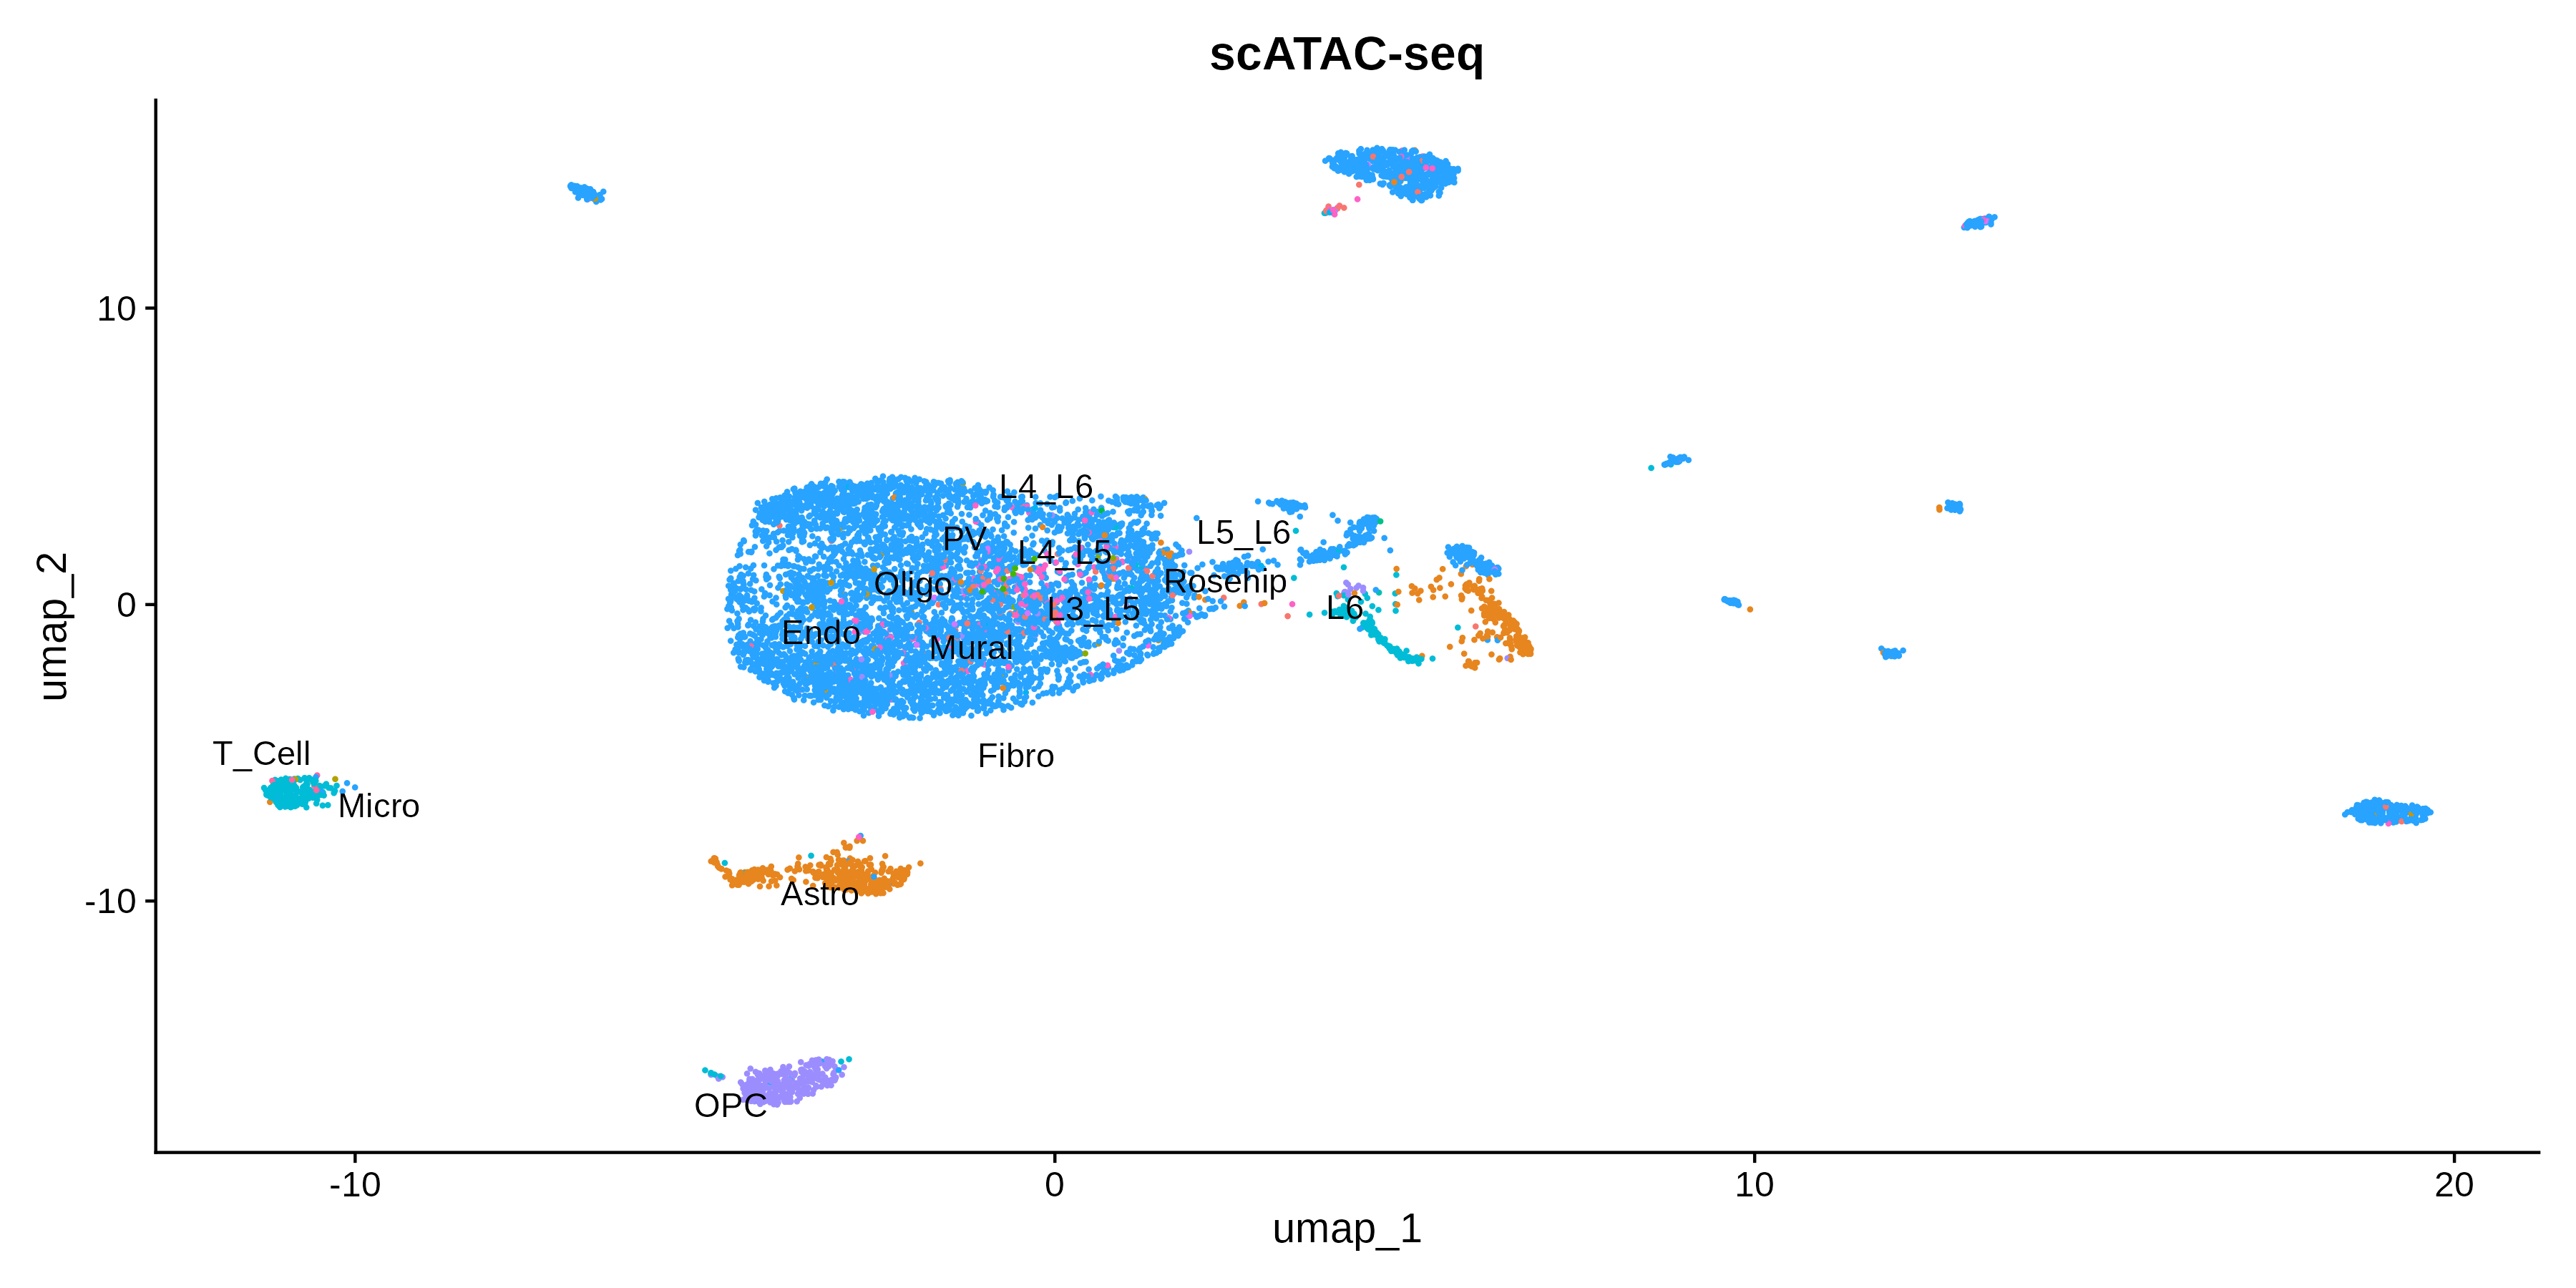 scATAC-seq
10
0
-10
umap_2
L4_L6
PV
L4_L5
L5_L6
Oligo
Rosehip
L3_L5
L6
Endo
Mural
Fibro
T_Cell
Micro
Astro
OPC
-10
0
10
20
umap_1